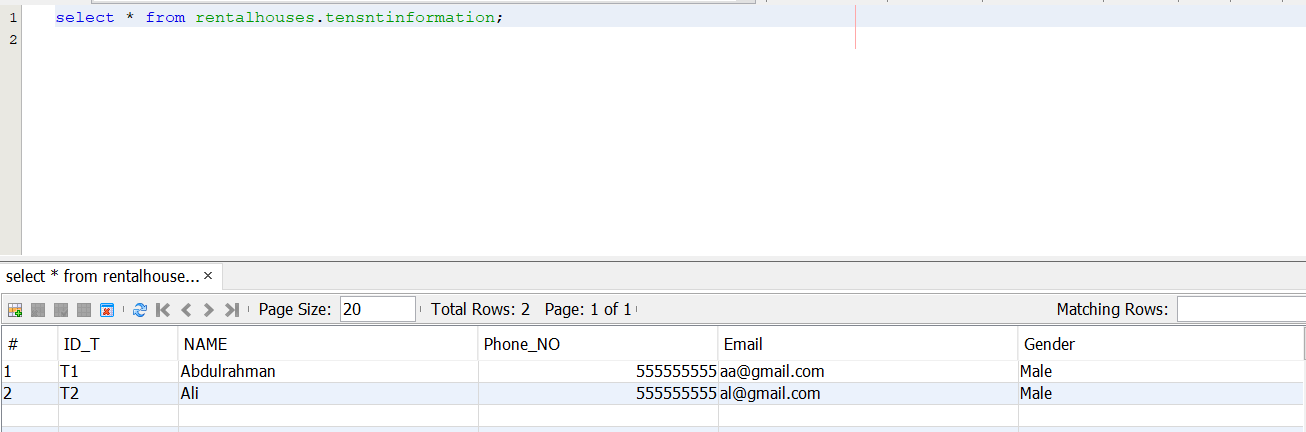 1 select * from rentalhouses.tensntinformation;
2
select * from rentalhouse... ×
Page Size: 20 Total Rows: 2 Page: 1 of 1 Matching Rows:
# ID_T NAME Phone_NO Email Gender
1 T1 Abdulrahman 555555555 aa@gmail.com Male
2 T2 Ali 555555555 al@gmail.com Male